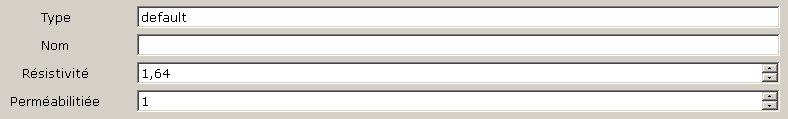 Type default
Nom
Résistivité 1,64
Perméabilitiée 1